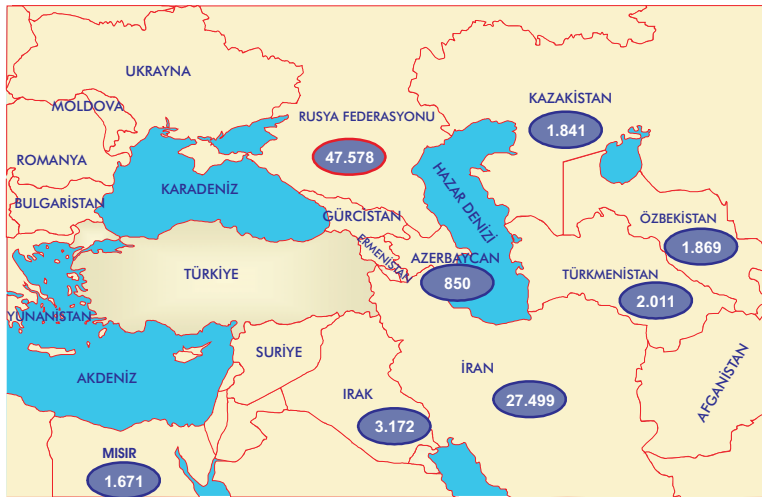 UKRAYNA
MOLDOVA
ROMANYA
BULGARİSTAN
YUNANİSTAN
KARADENİZ
TÜRKİYE
AKDENİZ
RUSYA FEDERASYONU
47.578
GÜRCİSTAN
ERMENİSTAN
AZERBAYCAN
850
HAZAR DENİZİ
KAZAKİSTAN
1.841
ÖZBEKİSTAN
1.869
TÜRKMENİSTAN
2.011
SURİYE
IRAK
3.172
İRAN
27.499
AFGANİSTAN
MISIR
1.671